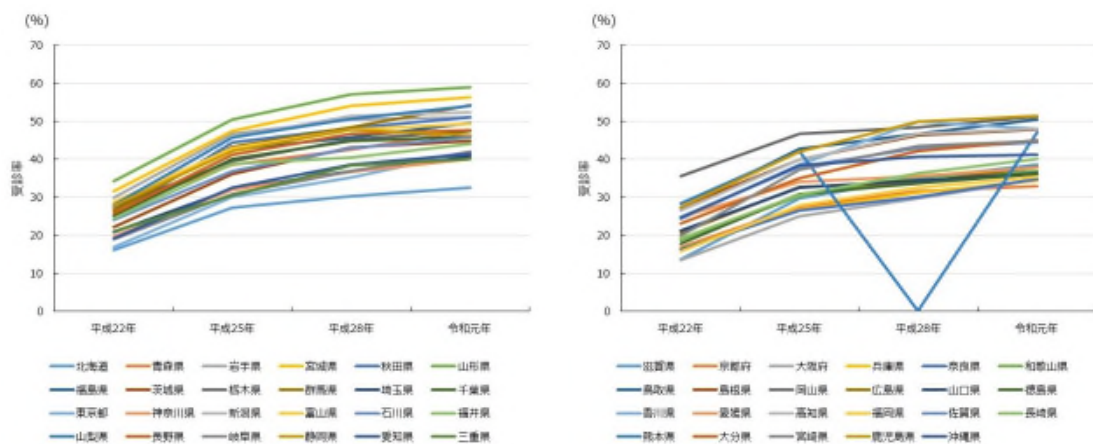 (%)
70
60
50
40
30
20
10
0
受診率
平成22年 平成25年 平成28年 令和元年
北海道 青森県 岩手県 宮城県 秋田県 山形県
福島県 茨城県 栃木県 群馬県 埼玉県 千葉県
東京都 神奈川県 新潟県 富山県 石川県 福井県
山梨県 長野県 岐阜県 静岡県 愛知県 三重県
(%)
70
60
50
40
30
20
10
0
受診率
平成22年 平成25年 平成28年 令和元年
滋賀県 京都府 大阪府 兵庫県 奈良県 和歌山県
鳥取県 島根県 岡山県 広島県 山口県 徳島県
香川県 愛媛県 高知県 福岡県 佐賀県 長崎県
熊本県 大分県 宮崎県 鹿児島県 沖縄県